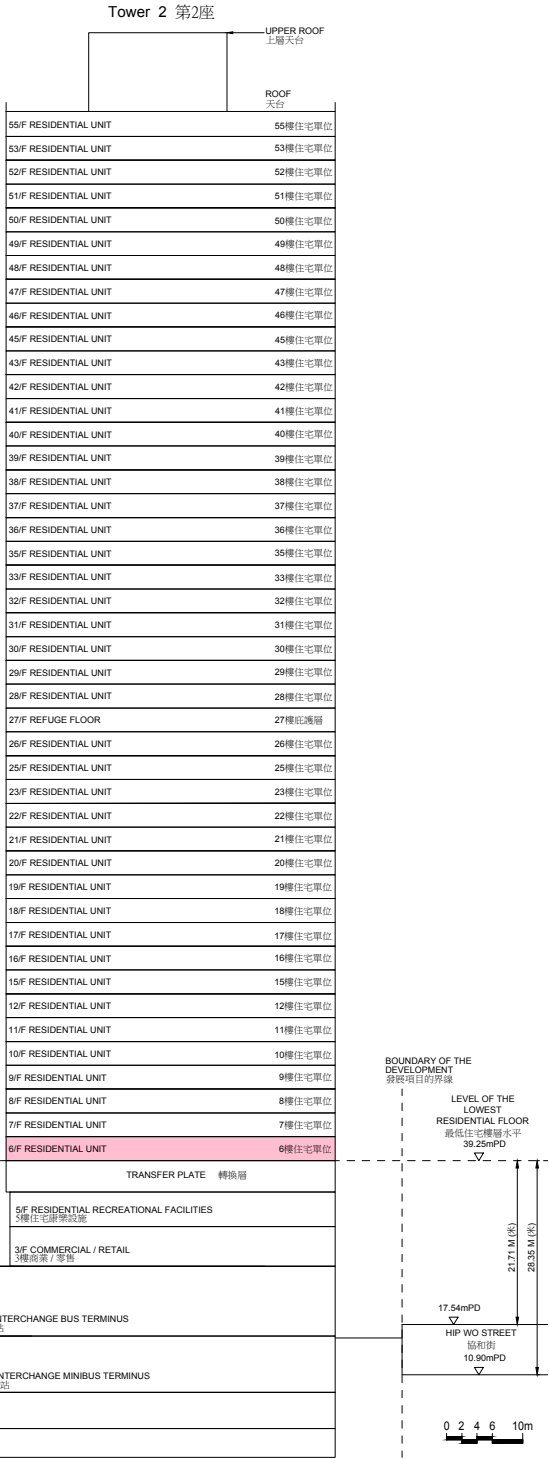 Tower 2 第2座
UPPER ROOF
上層天台
ROOF
天台
55/F RESIDENTIAL UNIT 55樓住宅單位
53/F RESIDENTIAL UNIT 53樓住宅單位
52/F RESIDENTIAL UNIT 52樓住宅單位
51/F RESIDENTIAL UNIT 51樓住宅單位
50/F RESIDENTIAL UNIT 50樓住宅單位
49/F RESIDENTIAL UNIT 49樓住宅單位
48/F RESIDENTIAL UNIT 48樓住宅單位
47/F RESIDENTIAL UNIT 47樓住宅單位
46/F RESIDENTIAL UNIT 46樓住宅單位
45/F RESIDENTIAL UNIT 45樓住宅單位
43/F RESIDENTIAL UNIT 43樓住宅單位
42/F RESIDENTIAL UNIT 42樓住宅單位
41/F RESIDENTIAL UNIT 41樓住宅單位
40/F RESIDENTIAL UNIT 40樓住宅單位
39/F RESIDENTIAL UNIT 39樓住宅單位
38/F RESIDENTIAL UNIT 38樓住宅單位
37/F RESIDENTIAL UNIT 37樓住宅單位
36/F RESIDENTIAL UNIT 36樓住宅單位
35/F RESIDENTIAL UNIT 35樓住宅單位
33/F RESIDENTIAL UNIT 33樓住宅單位
32/F RESIDENTIAL UNIT 32樓住宅單位
31/F RESIDENTIAL UNIT 31樓住宅單位
30/F RESIDENTIAL UNIT 30樓住宅單位
29/F RESIDENTIAL UNIT 29樓住宅單位
28/F RESIDENTIAL UNIT 28樓住宅單位
27/F REFUGE FLOOR 27樓庇護層
26/F RESIDENTIAL UNIT 26樓住宅單位
25/F RESIDENTIAL UNIT 25樓住宅單位
23/F RESIDENTIAL UNIT 23樓住宅單位
22/F RESIDENTIAL UNIT 22樓住宅單位
21/F RESIDENTIAL UNIT 21樓住宅單位
20/F RESIDENTIAL UNIT 20樓住宅單位
19/F RESIDENTIAL UNIT 19樓住宅單位
18/F RESIDENTIAL UNIT 18樓住宅單位
17/F RESIDENTIAL UNIT 17樓住宅單位
16/F RESIDENTIAL UNIT 16樓住宅單位
15/F RESIDENTIAL UNIT 15樓住宅單位
12/F RESIDENTIAL UNIT 12樓住宅單位
11/F RESIDENTIAL UNIT 11樓住宅單位
10/F RESIDENTIAL UNIT 10樓住宅單位
9/F RESIDENTIAL UNIT 9樓住宅單位
8/F RESIDENTIAL UNIT 8樓住宅單位
7/F RESIDENTIAL UNIT 7樓住宅單位
6/F RESIDENTIAL UNIT 6樓住宅單位
BOUNDARY OF THE
DEVELOPMENT
發展項目的界線
LEVEL OF THE
LOWEST
RESIDENTIAL FLOOR
最低住宅樓層水平
39.25mPD
TRANSFER PLATE 轉換層
5/F RESIDENTIAL RECREATIONAL FACILITIES
5樓住宅康樂設施
3/F COMMERCIAL / RETAIL
3樓商業 / 零售
21.71 M (米)
28.35 M (米)
NTERCHANGE BUS TERMINUS
站
17.54mPD
HIP WO STREET
協和街
10.90mPD
NTERCHANGE MINIBUS TERMINUS
站
0 2 4 6 10m